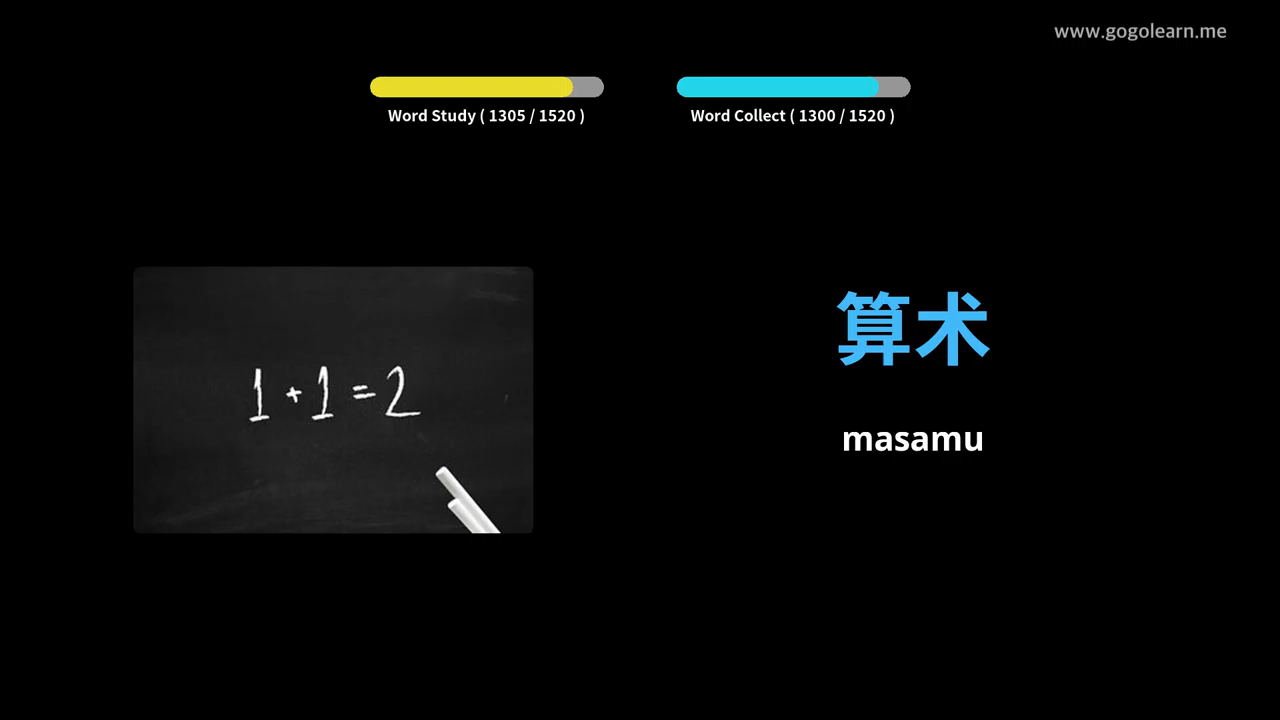 www.gogolearn.me
Word Study ( 1305 / 1520 )
Word Collect ( 1300 / 1520 )
1 + 1 = 2
算术
masamu